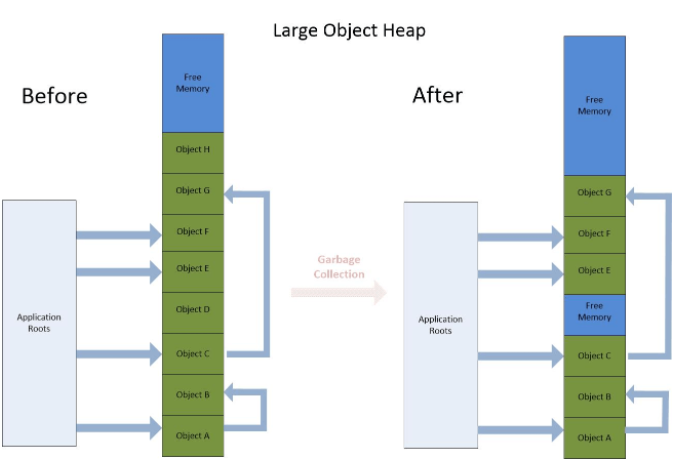 Large Object Heap
Before
Free
Memory
Object H
Object G
Object F
Object E
Object D
Object C
Object B
Object A
Application
Roots
Garbage
Collection
After
Free
Memory
Object G
Object F
Object E
Free
Memory
Object C
Object B
Object A
Application
Roots